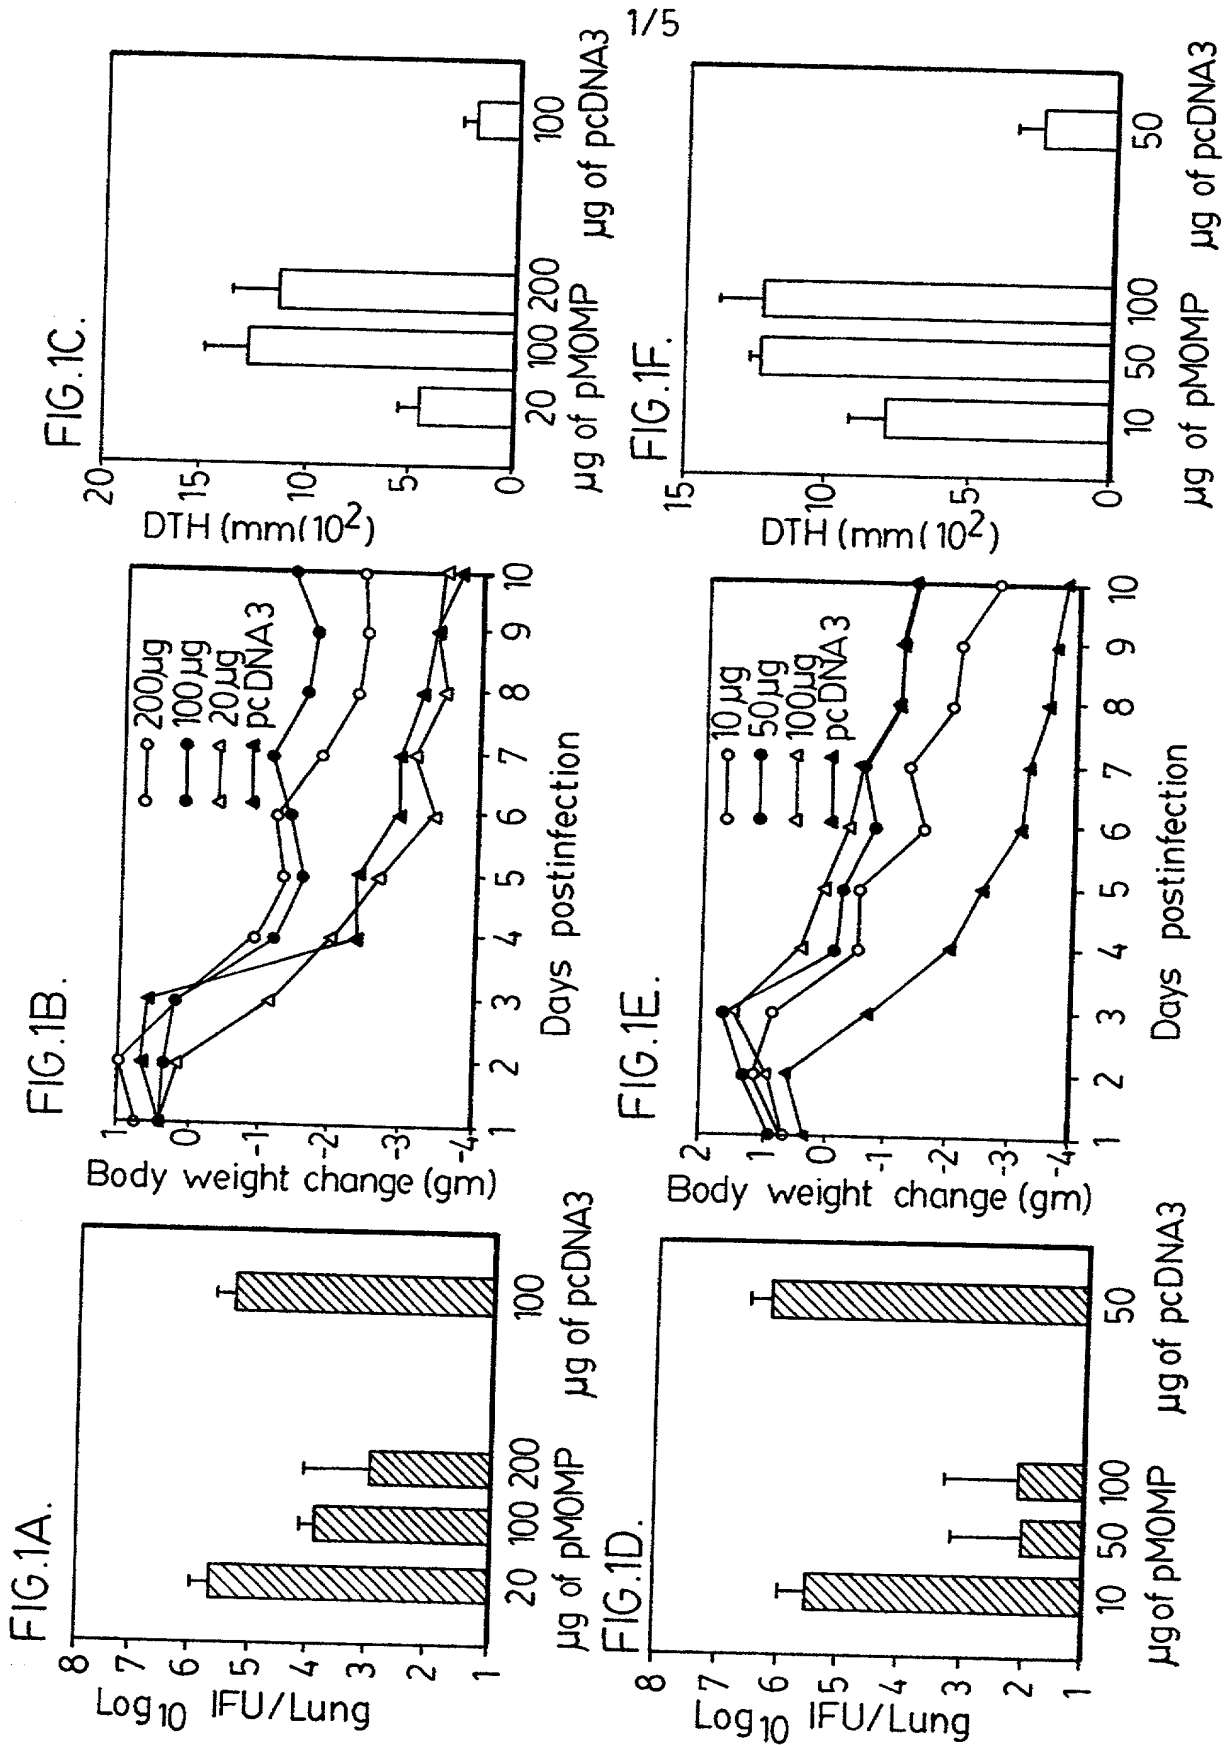 1/5
FIG.1A.
8
7
6
5
4
3
2
1
Log10 IFU/Lung
20 100 200 100
µg of pMOMP µg of pcDNA3
FIG.1B.
1
0
-1
-2
-3
-4
Body weight change (gm)
200µg
100µg
20µg
pcDNA3
1 2 3 4 5 6 7 8 9 10
Days postinfection
FIG.1C.
20
15
10
5
0
DTH (mm(10²)
20 100 200 100
µg of pMOMP µg of pcDNA3
FIG.1D.
8
7
6
5
4
3
2
1
Log10 IFU/Lung
10 50 100 50
µg of pMOMP µg of pcDNA3
FIG.1E.
2
1
0
-1
-2
-3
-4
Body weight change (gm)
10µg
50µg
100µg
pcDNA3
1 2 3 4 5 6 7 8 9 10
Days postinfection
FIG.1F.
15
10
5
0
DTH (mm(10²)
10 50 100 50
µg of pMOMP µg of pcDNA3